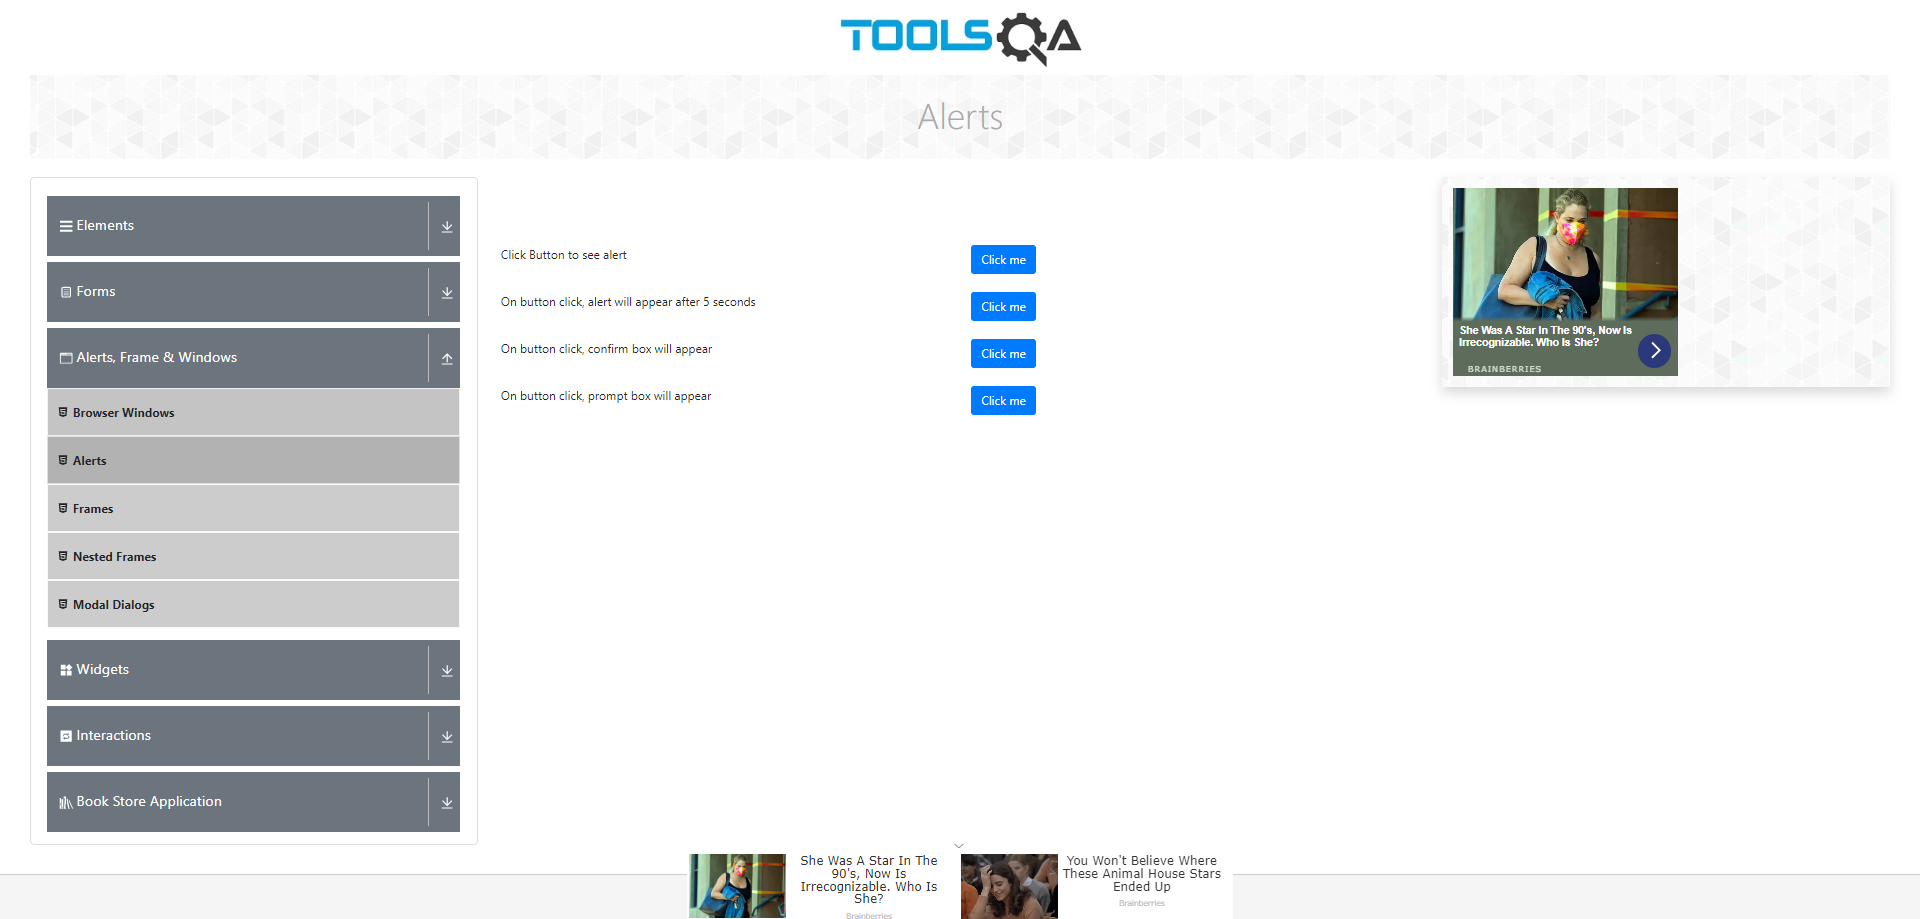 TOOLSQA
Alerts
Elements
Forms
Alerts, Frame & Windows
Browser Windows
Alerts
Frames
Nested Frames
Modal Dialogs
Widgets
Interactions
Book Store Application
Click Button to see alert
Click me
On button click, alert will appear after 5 seconds
Click me
On button click, confirm box will appear
Click me
On button click, prompt box will appear
Click me
She Was A Star In The 90's, Now Is
Irrecognizable. Who Is She?
BRAINBERRIES
She Was A Star In The
90's, Now Is
Irrecognizable. Who Is
She?
Brainberries
You Won't Believe Where
These Animal House Stars
Ended Up
Brainberries